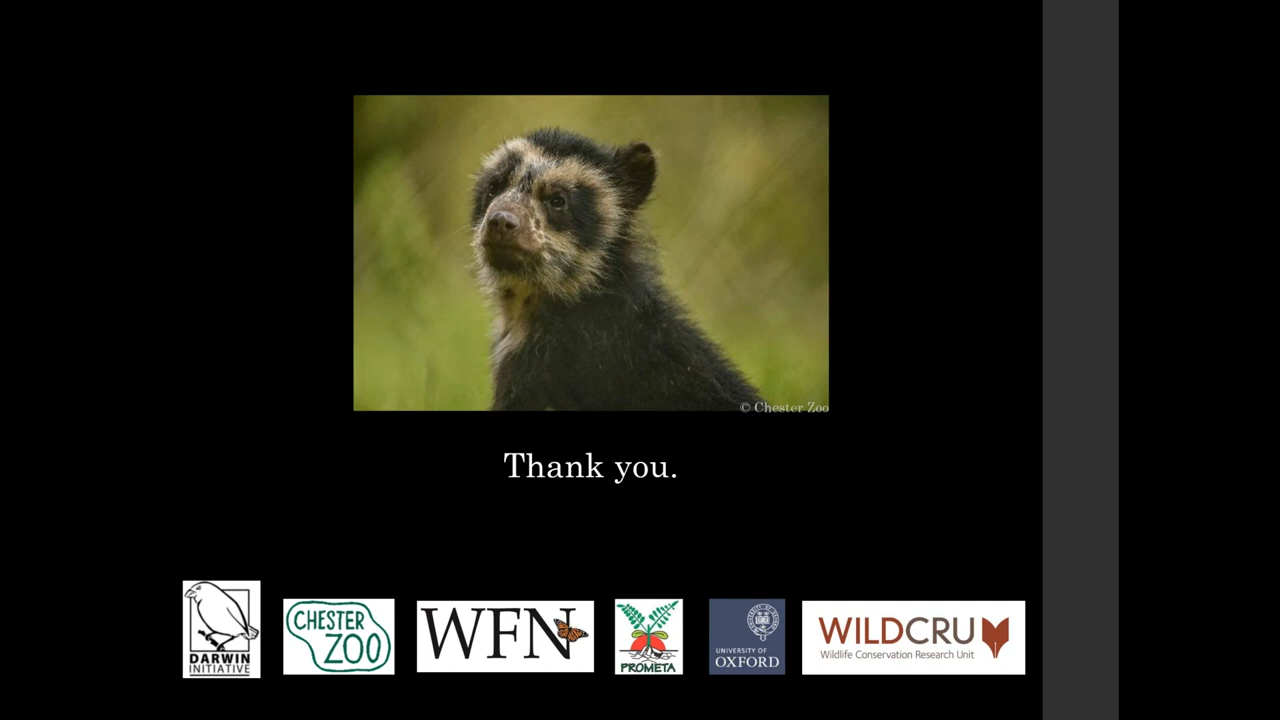 © Chester Zoo
Thank you.
DARWIN
INITIATIVE
CHESTER
ZOO
WFN
PROMETA
UNIVERSITY OF
OXFORD
WILDCRU
Wildlife Conservation Research Unit